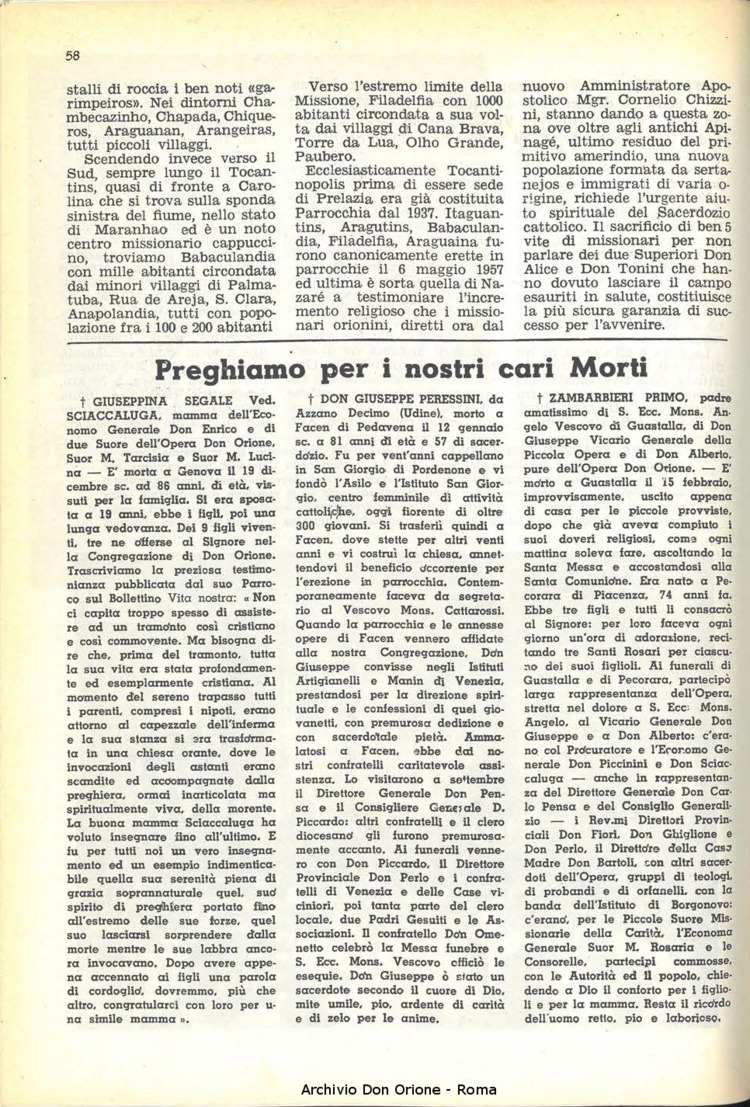 58
stalli di roccia i ben noti «ga-
rimpeiros». Nei dintorni Cha-
mbecazinho, Chapada, Chique-
ros, Araguanan, Arangeiras,
tutti piccoli villaggi.
Scendendo invece verso il
Sud, sempre lungo il Tocan-
tins, quasi di fronte a Caro-
lina che si trova sulla sponda
sinistra del fiume, nello stato
di Maranhao ed è un noto
centro missionario cappucci-
no, troviamo Babaculandia
con mille abitanti circondata
dai minori villaggi di Palma-
tuba, Rua de Areja, S. Clara,
Anapolandia, tutti con popo-
lazione fra i 100 e 200 abitanti
Verso l'estremo limite della
Missione, Filadelfia con 1000
abitanti circondata a sua vol-
ta dai villaggi di Cana Brava,
Torre da Lua, Olho Grande,
Paubero.
Ecclesiasticamente Tocanti-
nopolis prima di essere sede
di Prelazia era già costituita
Parrocchia dal 1937. Itaguan-
tins, Aragutins, Babaculan-
dia, Filadelfia, Araguaina fu-
rono canonicamente erette in
parrocchie il 6 maggio 1957
ed ultima è sorta quella di Na-
zaré a testimoniare l'incre-
mento religioso che i missio-
nari orionini, diretti ora dal
nuovo Amministratore Apo-
stolico Mgr. Cornelio Chizzi-
ni, stanno dando a questa zo-
na ove oltre agli antichi Api-
nagé, ultimo residuo del pri-
mitivo amerindio, una nuova
popolazione formata da serta-
nejos e immigrati di varia o-
rigine, richiede l'urgente aiu-
to spirituale del Sacerdozio
cattolico. Il sacrificio di ben 5
vite di missionari per non
parlare dei due Superiori Don
Alice e Don Tonini che han-
no dovuto lasciare il campo
esauriti in salute, costitiuisce
la più sicura garanzia di suc-
cesso per l'avvenire.
Preghiamo per i nostri cari Morti
† GIUSEPPINA SEGALE Ved.
SCIACCALUGA, mamma dell'Eco-
nomo Generale Don Enrico e di
due Suore dell'Opera Don Orione,
Suor M. Tarcisia e Suor M. Luci-
na — E' morta a Genova il 19 di-
cembre sc. ad 86 anni di età, vis-
suti per la famiglia. Si era sposa-
ta a 19 anni, ebbe i figli, poi una
lunga vedovanza. Dei 9 figli viven-
ti, tre ne offerse al Signore nel-
la Congregazione di Don Orione.
Trascriviamo la preziosa testimo-
nianza pubblicata dal suo Parro-
co sul Bollettino Vita nostra: « Non
ci capita troppo spesso di assiste-
re ad un tramonto così cristiano
e così commovente. Ma bisogna di-
re che, prima del tramonto, tutta
la sua vita era stata profondamen-
te ed esemplarmente cristiana. Al
momento del sereno trapasso tutti
i parenti, compresi i nipoti, erano
attorno al capezzale dell'inferma
e la sua stanza si era trasforma-
ta in una chiesa orante, dove le
invocazioni degli astanti erano
scandite ed accompagnate dalla
preghiera, ormai inarticolata ma
spiritualmente viva, della morente.
La buona mamma Sciaccaluga ha
voluto insegnare fino all'ultimo. E
fu per tutti noi un vero insegna-
mento ed un esempio indimentica-
bile quella sua serenità piena di
grazia soprannaturale quel, suo
spirito di preghiera portato fino
all'estremo delle sue forze, quel
suo lasciarsi sorprendere dalla
morte mentre le sue labbra anco-
ra invocavano. Dopo avere appe-
na accennato ai figli una parola
di cordoglio, dovremmo, più che
altro, congratularci con loro per u-
na simile mamma ».
† DON GIUSEPPE PERESSINI, da
Azzano Decimo (Udine), morto a
Facen di Pedavena il 12 gennaio
sc. a 81 anni di età e 57 di sacer-
dozio. Fu per vent'anni cappellano
in San Giorgio di Pordenone e vi
fondò l'Asilo e l'Istituto San Gior-
gio, centro femminile di attività
cattoliche, oggi fiorente di oltre
300 giovani. Si trasferì quindi a
Facen, dove stette per altri venti
anni e vi costruì la chiesa, annet-
tendovi il beneficio occorrente per
l'erezione in parrocchia. Contem-
poraneamente faceva da segreta-
rio al Vescovo Mons. Cattarossi.
Quando la parrocchia e le annesse
opere di Facen vennero affidate
alla nostra Congregazione, Don
Giuseppe convisse negli Istituti
Artigianelli e Manin di Venezia,
prestandosi per la direzione spiri-
tuale e le confessioni di quei gio-
vanetti, con premurosa dedizione e
con sacerdotale pietà. Amma-
latosi a Facen, ebbe dai no-
stri confratelli caritatevole assi-
stenza. Lo visitarono a settembre
il Direttore Generale Don Pen-
sa e il Consigliere Generale D.
Piccardo: altri confratelli e il clero
diocesano gli furono premurosa-
mente accanto. Ai funerali venne-
ro con Don Piccardo, il Direttore
Provinciale Don Perlo e i confra-
telli di Venezia e delle Case vi-
ciniori, poi tanta parte del clero
locale, due Padri Gesuiti e le As-
sociazioni. Il confratello Don Ome-
netto celebrò la Messa funebre e
S. Ecc. Mons. Vescovo officiò le
esequie. Don Giuseppe è stato un
sacerdote secondo il cuore di Dio,
mite umile, pio, ardente di carità
e di zelo per le anime.
† ZAMBARBIERI PRIMO, padre
amatissimo di S. Ecc. Mons. An-
gelo Vescovo di Guastalla, di Don
Giuseppe Vicario Generale della
Piccola Opera e di Don Alberto,
pure dell'Opera Don Orione. — E'
morto a Guastalla il 15 febbraio,
improvvisamente, uscito appena
di casa per le piccole provviste,
dopo che già aveva compiuto i
suoi doveri religiosi, come ogni
mattina soleva fare, ascoltando la
Santa Messa e accostandosi alla
Santa Comunione. Era nato a Pe-
corara di Piacenza, 74 anni fa.
Ebbe tre figli e tutti li consacrò
al Signore: per loro faceva ogni
giorno un'ora di adorazione, reci-
tando tre Santi Rosari per ciascu-
no dei suoi figlioli. Ai funerali di
Guastalla e di Pecorara, partecipò
larga rappresentanza dell'Opera,
stretta nel dolore a S. Ecc: Mons.
Angelo, al Vicario Generale Don
Giuseppe e a Don Alberto: c'era-
no col Procuratore e l'Economo Ge-
nerale Don Piccinini e Don Sciac-
caluga — anche in rappresentan-
za del Direttore Generale Don Car-
lo Pensa e del Consiglio Generali-
zio — i Rev.mi Direttori Provin-
ciali Don Fiori, Don Ghiglione e
Don Perlo, il Direttore della Casa
Madre Don Bartoli, con altri sacer-
doti dell'Opera, gruppi di teologi,
di probandi e di orfanelli, con la
banda dell'Istituto di Borgonovo:
c'erano, per le Piccole Suore Mis-
sionarie della Carità, l'Economa
Generale Suor M. Rosaria e le
Consorelle, partecipi commosse,
con le Autorità ed il popolo, chie-
dendo a Dio il conforto per i figlio-
li e per la mamma. Resta il ricordo
dell'uomo retto, pio e laborioso.
Archivio Don Orione - Roma